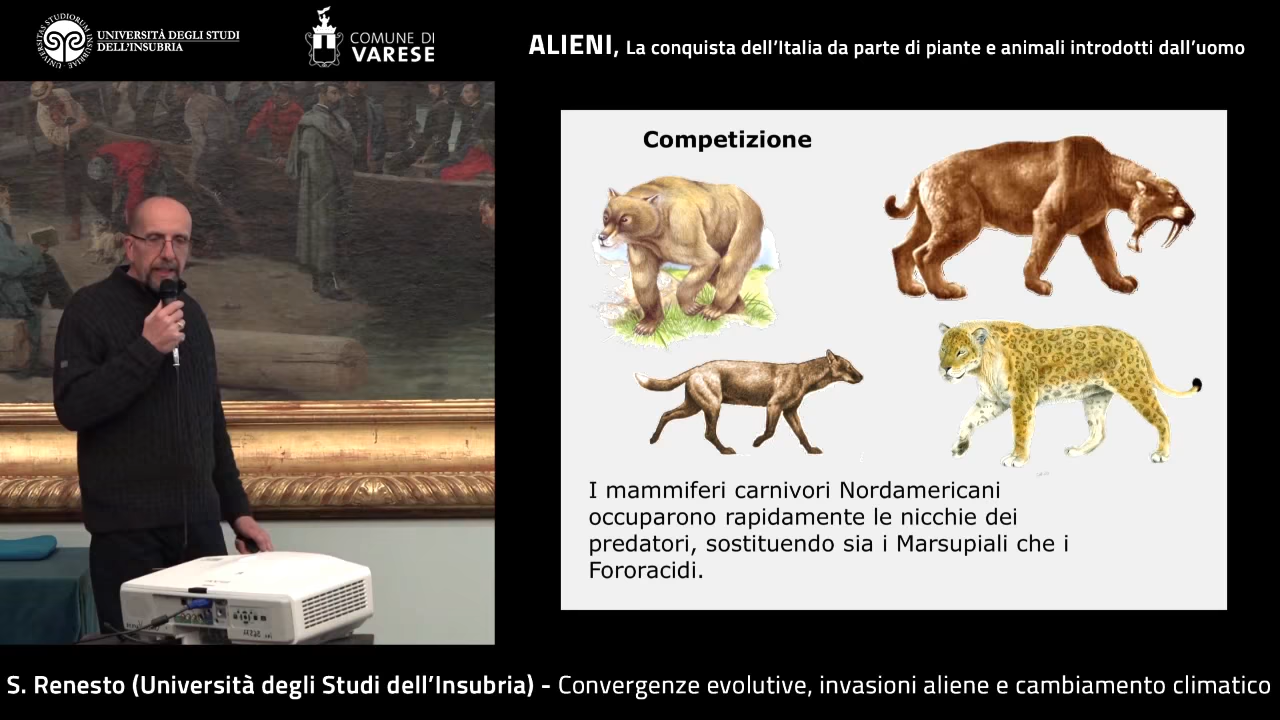 UNIVERSITÀ DEGLI STUDI
DELL'INSUBRIA
COMUNE DI
VARESE
ALIENI, La conquista dell'Italia da parte di piante e animali introdotti dall'uomo
Competizione
I mammiferi carnivori Nordamericani
occuparono rapidamente le nicchie dei
predatori, sostituendo sia i Marsupiali che i
Fororacidi.
S. Renesto (Università degli Studi dell'Insubria) - Convergenze evolutive, invasioni aliene e cambiamento climatico